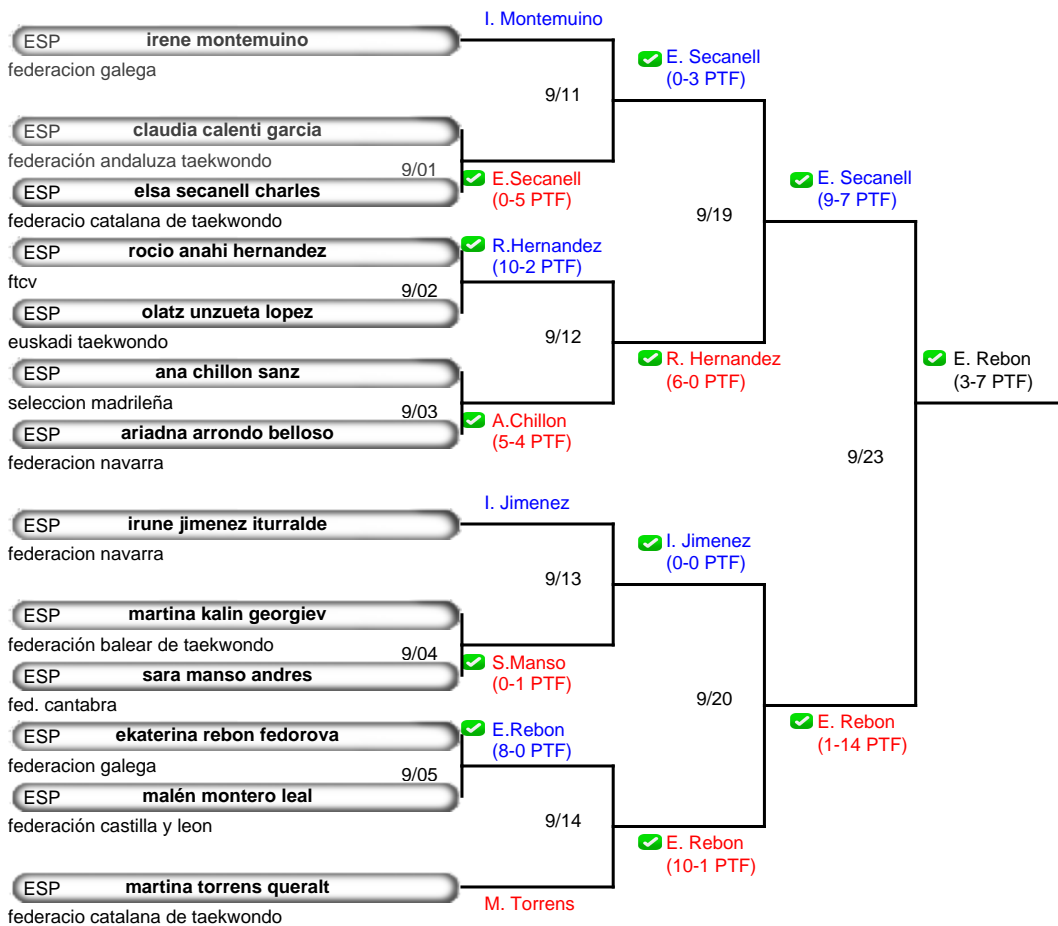 I. Montemuino
ESP irene montemuino
federacion galega
E. Secanell
(0-3 PTF)
9/11
ESP claudia calenti garcia
federación andaluza taekwondo
9/01
ESP elsa secanell charles
federacio catalana de taekwondo
E.Secanell
(0-5 PTF)
E. Secanell
(9-7 PTF)
9/19
ESP rocio anahi hernandez
ftcv
R.Hernandez
(10-2 PTF)
9/02
ESP olatz unzueta lopez
euskadi taekwondo
9/12
ESP ana chillon sanz
seleccion madrileña
R. Hernandez
(6-0 PTF)
E. Rebon
(3-7 PTF)
9/03
ESP ariadna arrondo belloso
federacion navarra
A.Chillon
(5-4 PTF)
9/23
I. Jimenez
ESP irune jimenez iturralde
federacion navarra
I. Jimenez
(0-0 PTF)
9/13
ESP martina kalin georgiev
federación balear de taekwondo
9/04
ESP sara manso andres
fed. cantabra
S.Manso
(0-1 PTF)
9/20
ESP ekaterina rebon fedorova
federacion galega
E.Rebon
(8-0 PTF)
E. Rebon
(1-14 PTF)
9/05
ESP malén montero leal
federación castilla y leon
9/14
E. Rebon
(10-1 PTF)
ESP martina torrens queralt
federacio catalana de taekwondo
M. Torrens